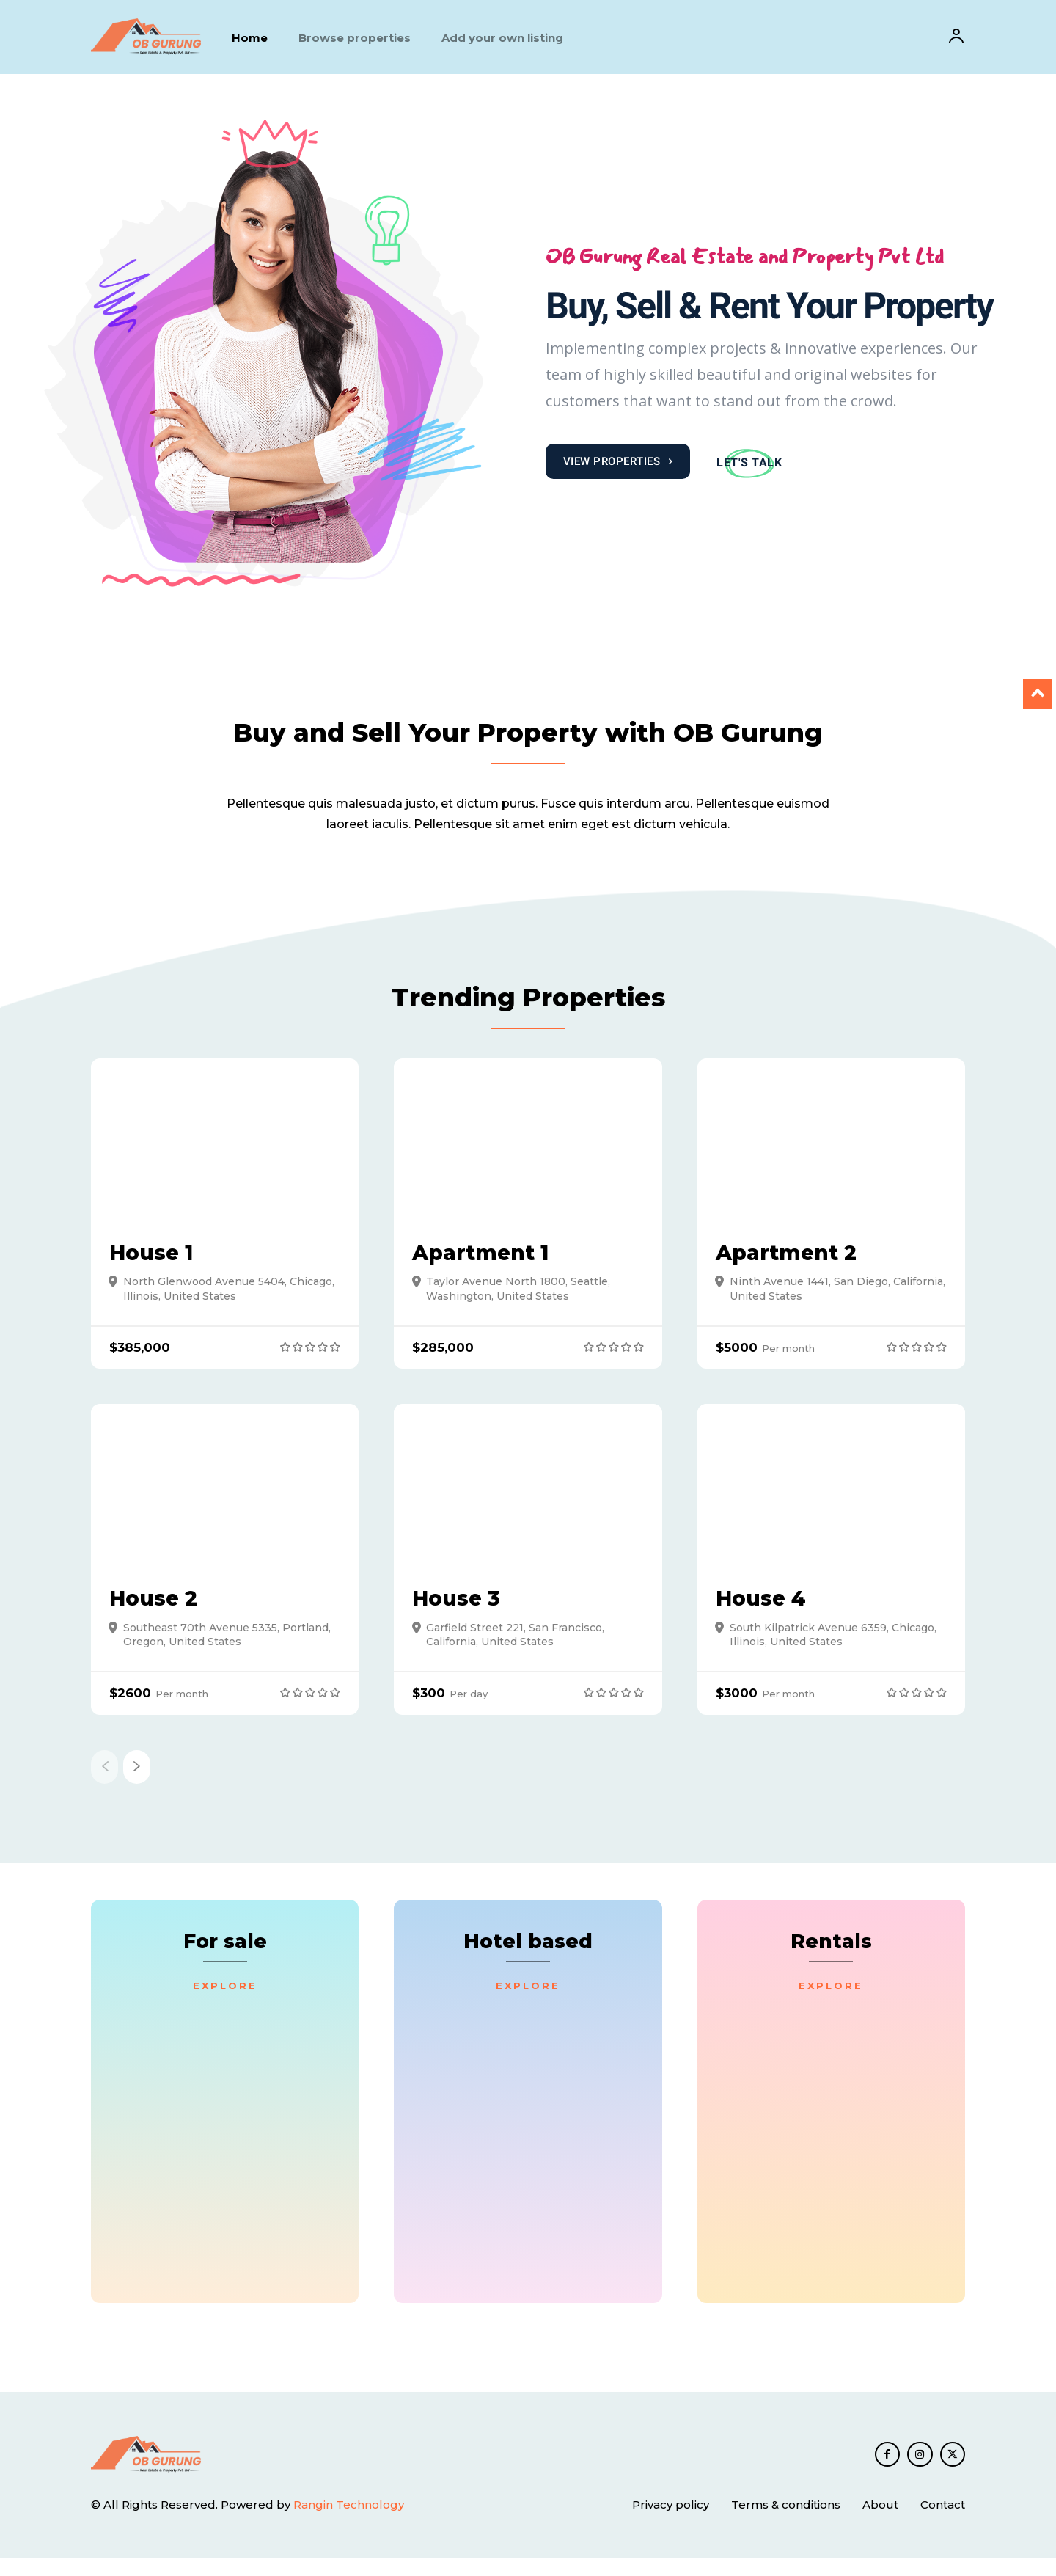 OB GURUNG
Real Estate & Property Pvt. Ltd
Home
Browse properties
Add your own listing
OB Gurung Real Estate and Property Pvt Ltd
Buy, Sell & Rent Your Property
Implementing complex projects & innovative experiences. Our
team of highly skilled beautiful and original websites for
customers that want to stand out from the crowd.
VIEW PROPERTIES
LET'S TALK
Buy and Sell Your Property with OB Gurung
Pellentesque quis malesuada justo, et dictum purus. Fusce quis interdum arcu. Pellentesque euismod
laoreet iaculis. Pellentesque sit amet enim eget est dictum vehicula.
Trending Properties
House 1
North Glenwood Avenue 5404, Chicago,
Illinois, United States
$385,000
Apartment 1
Taylor Avenue North 1800, Seattle,
Washington, United States
$285,000
Apartment 2
Ninth Avenue 1441, San Diego, California,
United States
$5000 Per month
House 2
Southeast 70th Avenue 5335, Portland,
Oregon, United States
$2600 Per month
House 3
Garfield Street 221, San Francisco,
California, United States
$300 Per day
House 4
South Kilpatrick Avenue 6359, Chicago,
Illinois, United States
$3000 Per month
For sale
EXPLORE
Hotel based
EXPLORE
Rentals
EXPLORE
OB GURUNG
Real Estate & Property Pvt. Ltd
© All Rights Reserved. Powered by Rangin Technology
Privacy policy
Terms & conditions
About
Contact